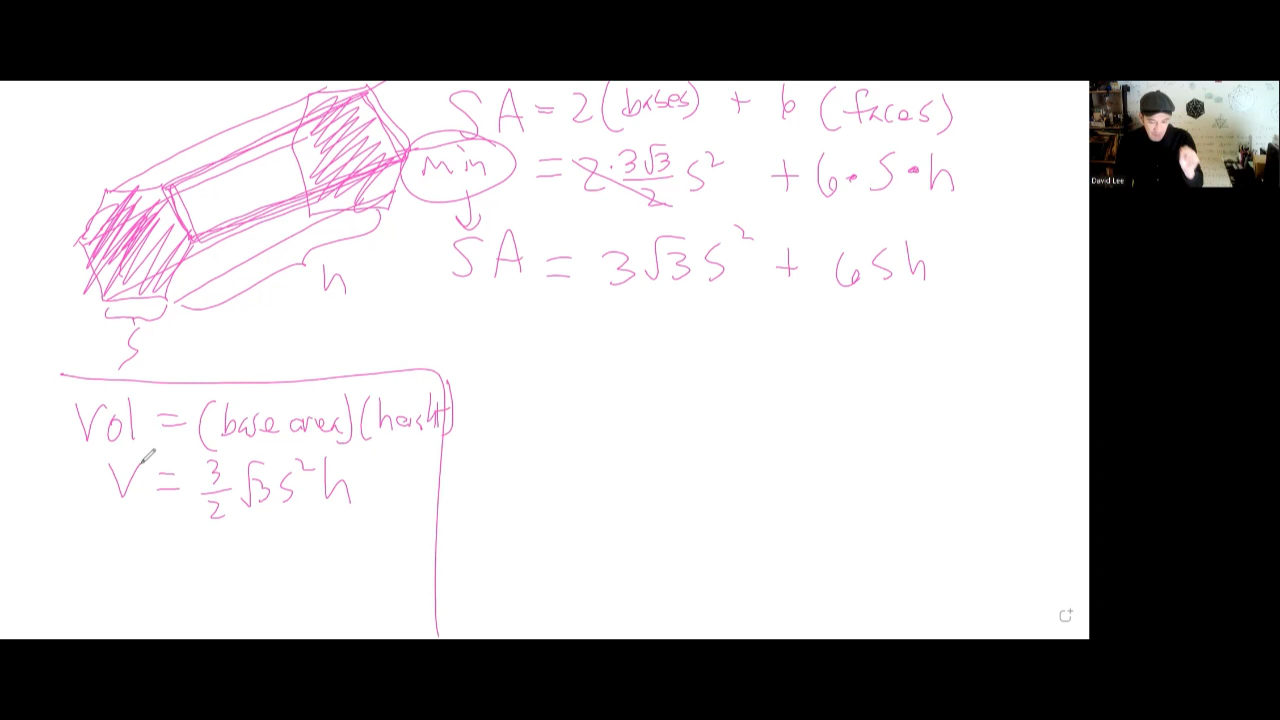 SA = 2 (bases) + 6 (faces)
min = 2·3√3/2 s² + 6·s·h
SA = 3√3 s² + 6sh
h
s
Vol = (base area)(height)
V = 3/2 √3 s² h
David Lee